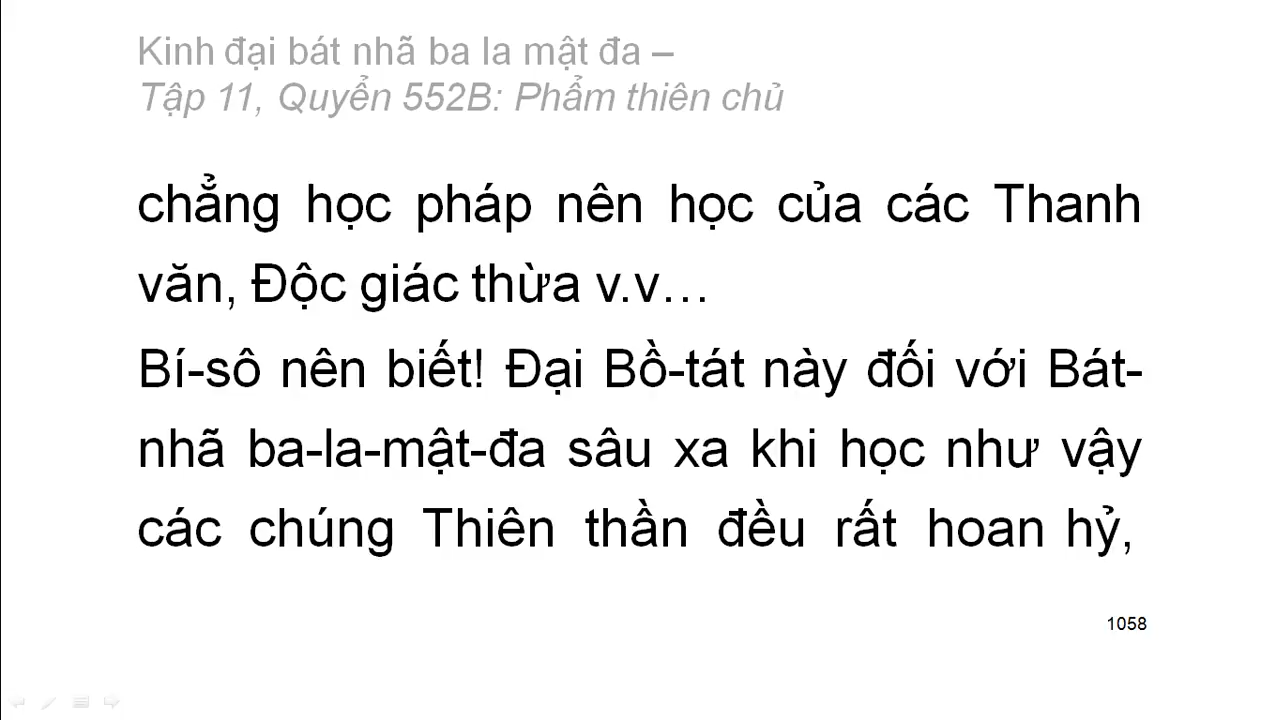 Kinh đại bát nhã ba la mật đa –
Tập 11, Quyển 552B: Phẩm thiên chủ
chẳng học pháp nên học của các Thanh
văn, Độc giác thừa v.v…
Bí-sô nên biết! Đại Bồ-tát này đối với Bát-
nhã ba-la-mật-đa sâu xa khi học như vậy
các chúng Thiên thần đều rất hoan hỷ,
1058